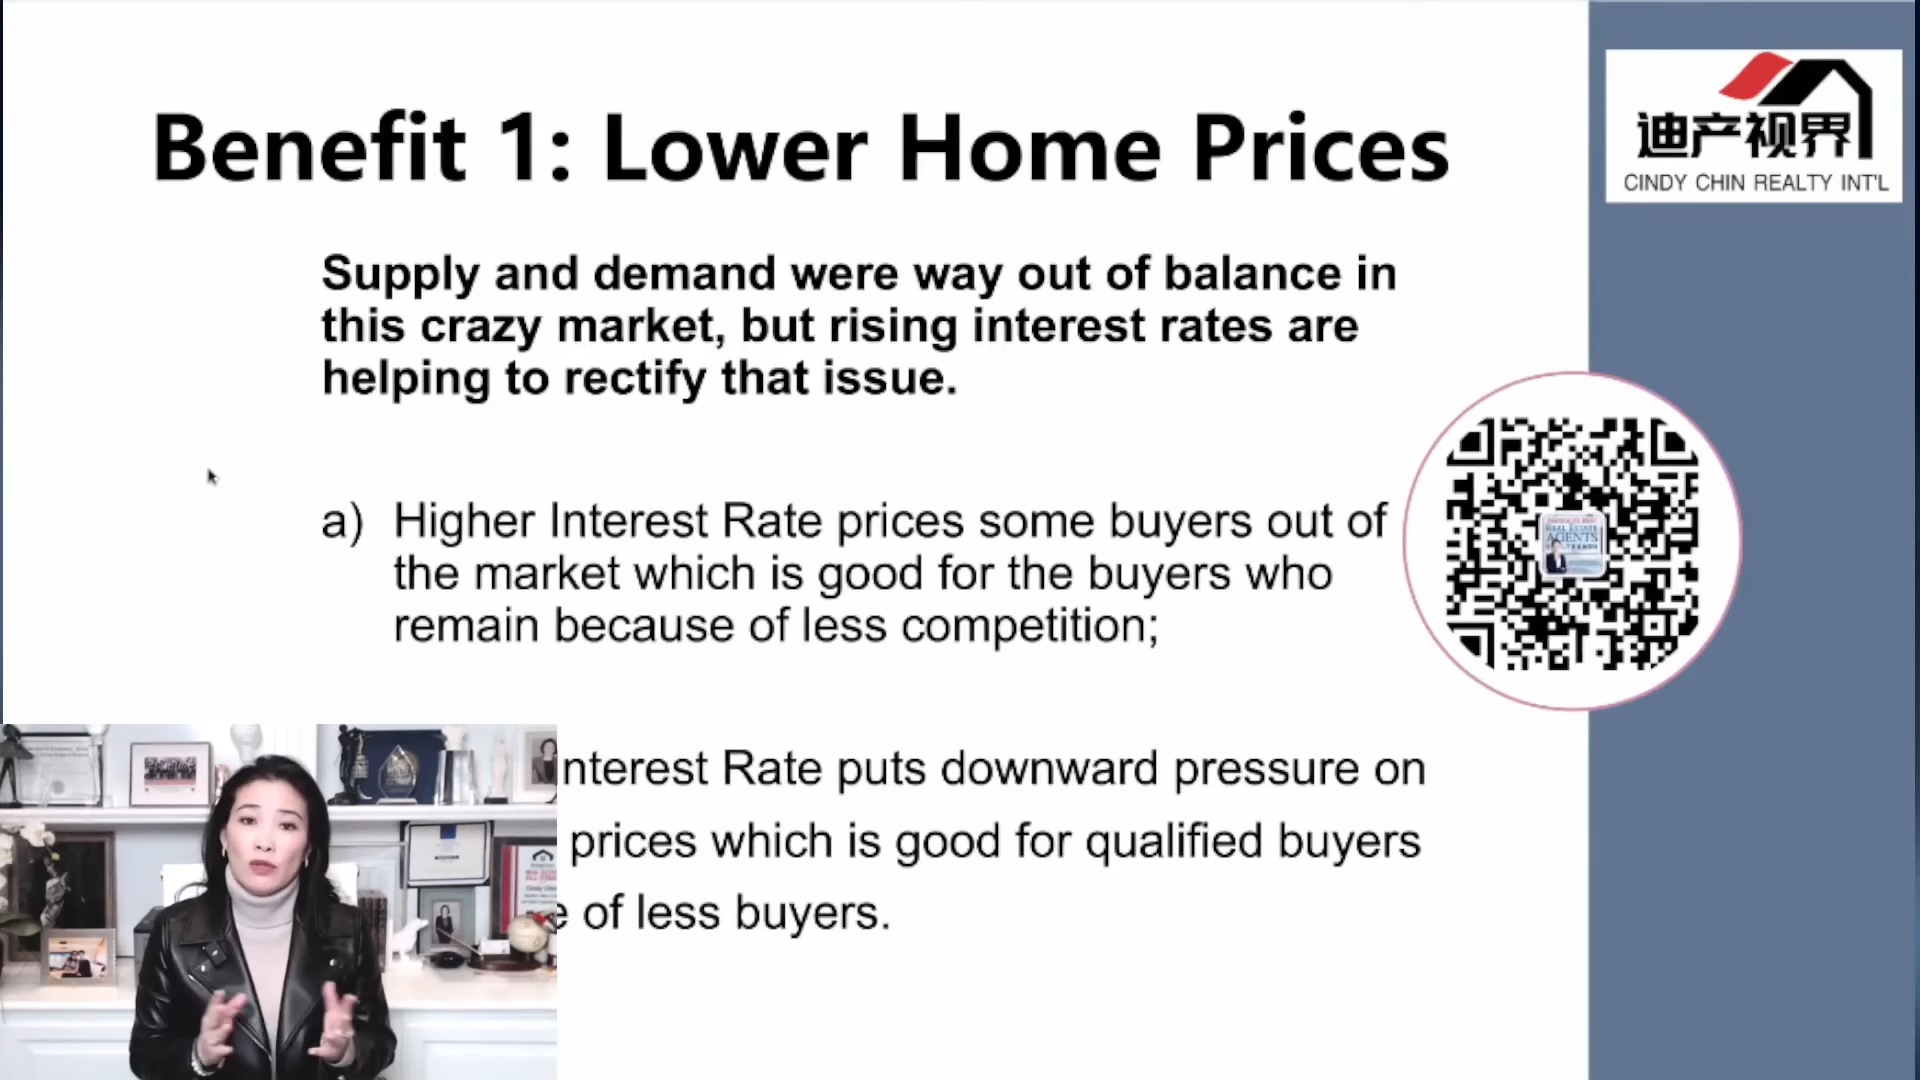 Benefit 1: Lower Home Prices
迪产视界
CINDY CHIN REALTY INT'L
Supply and demand were way out of balance in
this crazy market, but rising interest rates are
helping to rectify that issue.
a) Higher Interest Rate prices some buyers out of
the market which is good for the buyers who
remain because of less competition;
REAL ESTATE
AGENTS
nterest Rate puts downward pressure on
prices which is good for qualified buyers
e of less buyers.